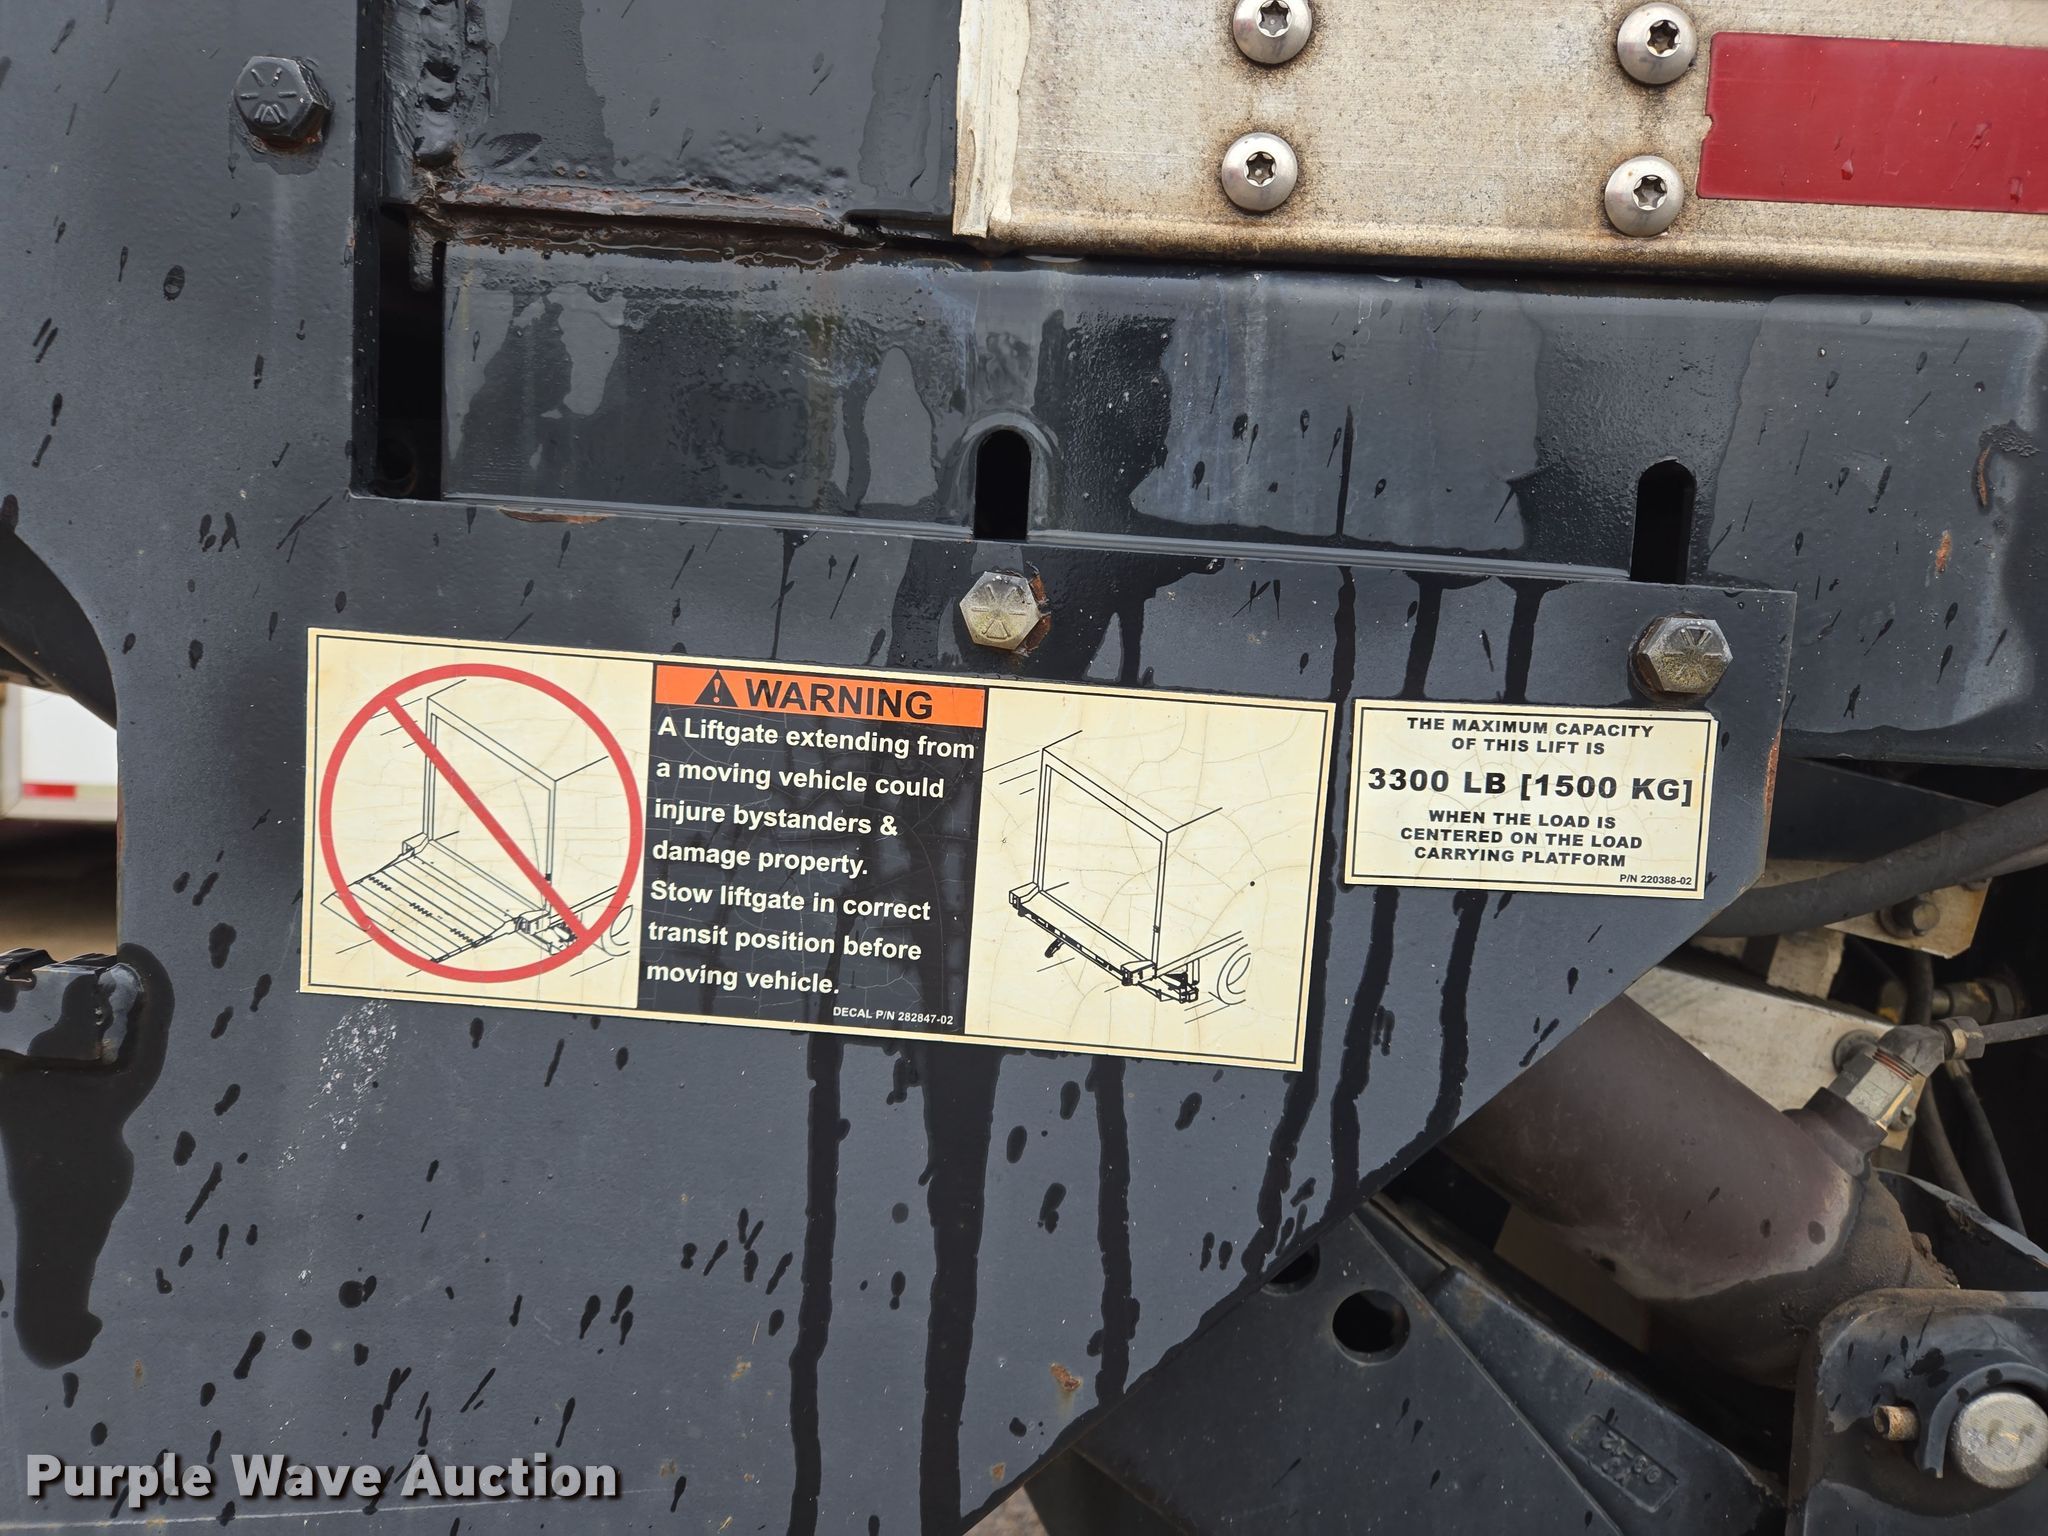 WARNING
A Liftgate extending from
a moving vehicle could
injure bystanders &
damage property.
Stow liftgate in correct
transit position before
moving vehicle.
DECAL P/N 282847-02
THE MAXIMUM CAPACITY
OF THIS LIFT IS
3300 LB [1500 KG]
WHEN THE LOAD IS
CENTERED ON THE LOAD
CARRYING PLATFORM
P/N 220388-02
Purple Wave Auction